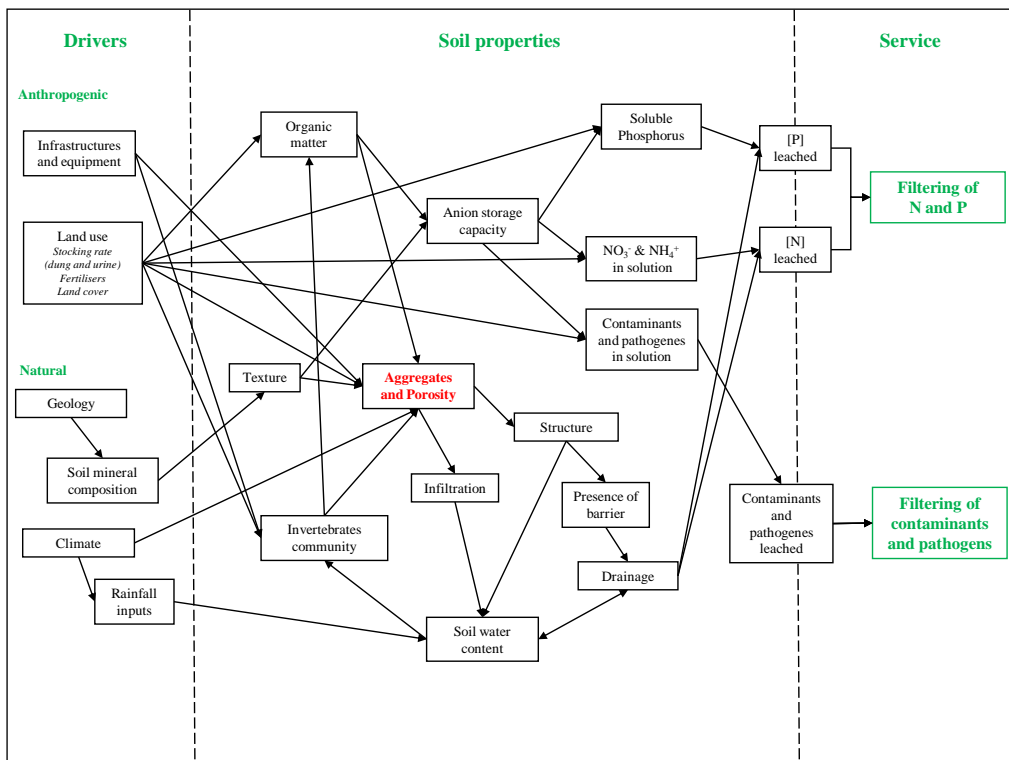 Drivers
Soil properties
Service
Anthropogenic
Infrastructures
and equipment
Organic
matter
Soluble
Phosphorus
[P]
leached
Filtering of
N and P
Land use
Stocking rate
(dung and urine)
Fertilisers
Land cover
Anion storage
capacity
NO₃⁻ & NH₄⁺
in solution
[N]
leached
Contaminants
and pathogenes
in solution
Natural
Geology
Texture
Aggregates
and Porosity
Structure
Soil mineral
composition
Infiltration
Presence of
barrier
Contaminants
and
pathogenes
leached
Filtering of
contaminants
and pathogens
Climate
Invertebrates
community
Drainage
Rainfall
inputs
Soil water
content